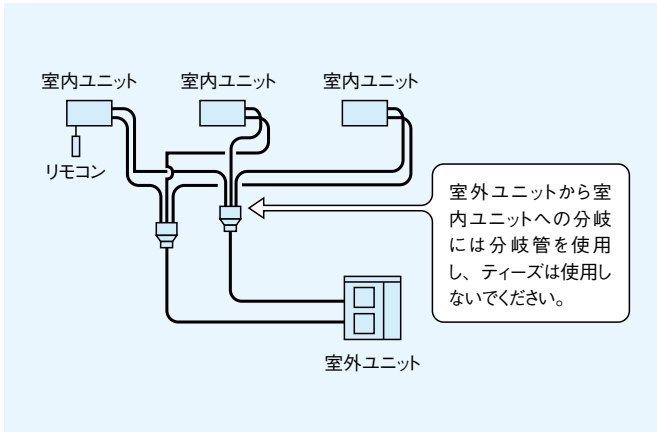 室内ユニット
室内ユニット
室内ユニット
リモコン
室外ユニットから室
内ユニットへの分岐
には分岐管を使用
し、ティーズは使用し
ないでください。
室外ユニット